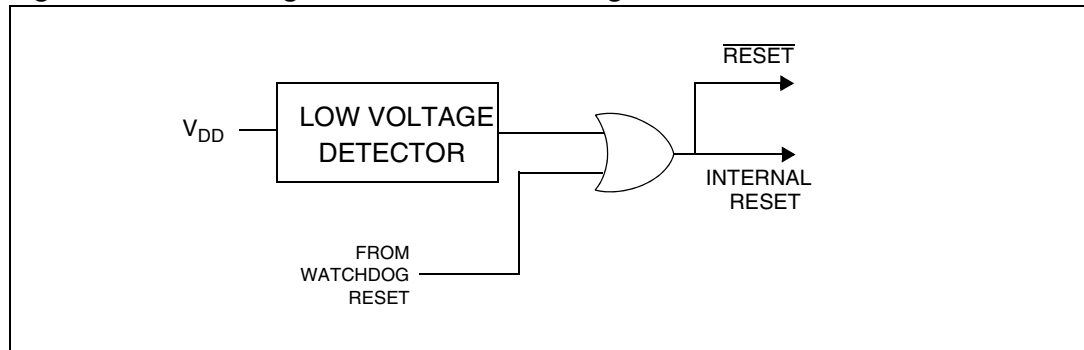 RESET
V_DD
LOW VOLTAGE
DETECTOR
INTERNAL
RESET
FROM
WATCHDOG
RESET